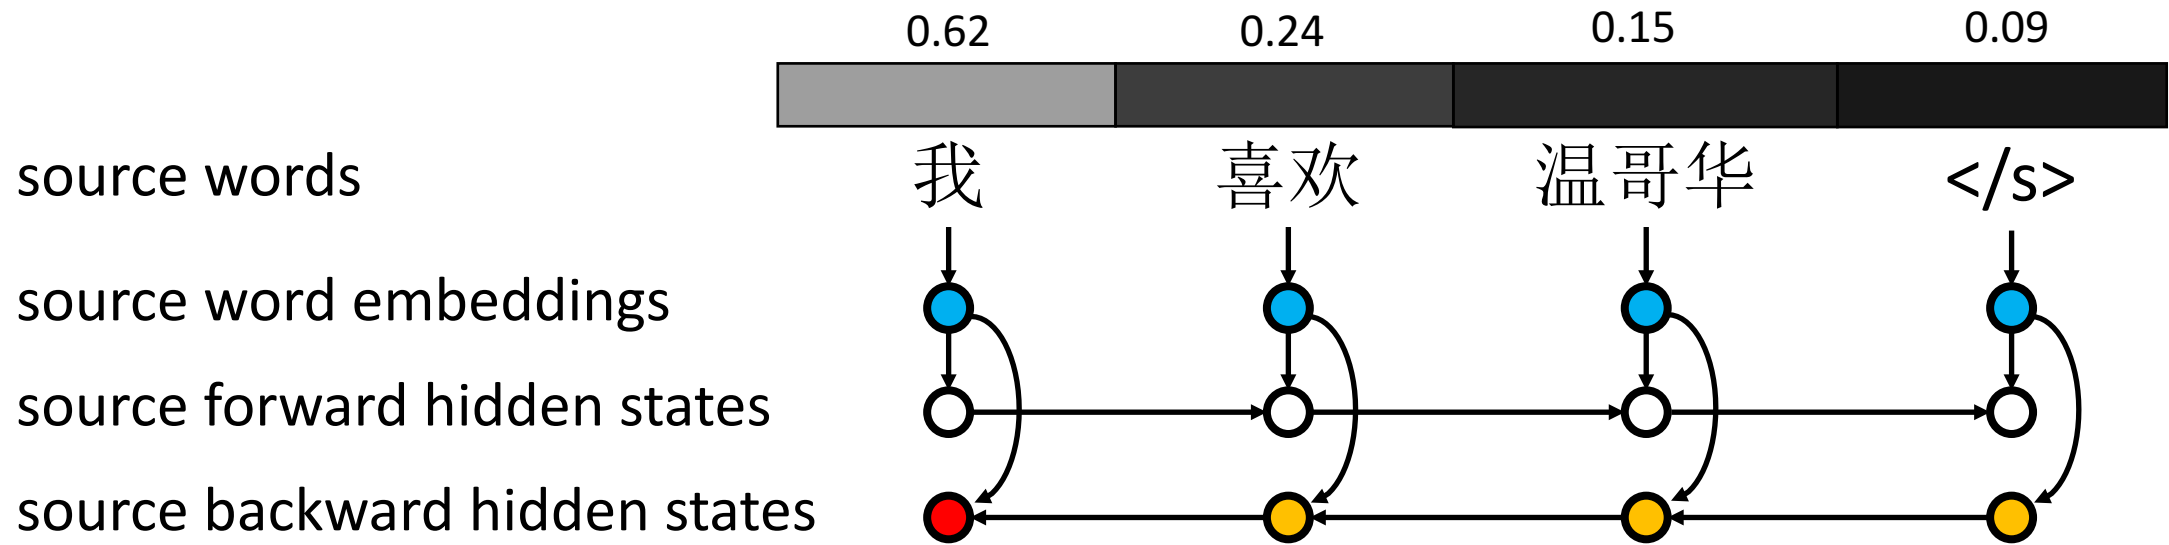 0.62 0.24 0.15 0.09
source words 我 喜欢 温哥华 </s>
source word embeddings
source forward hidden states
source backward hidden states